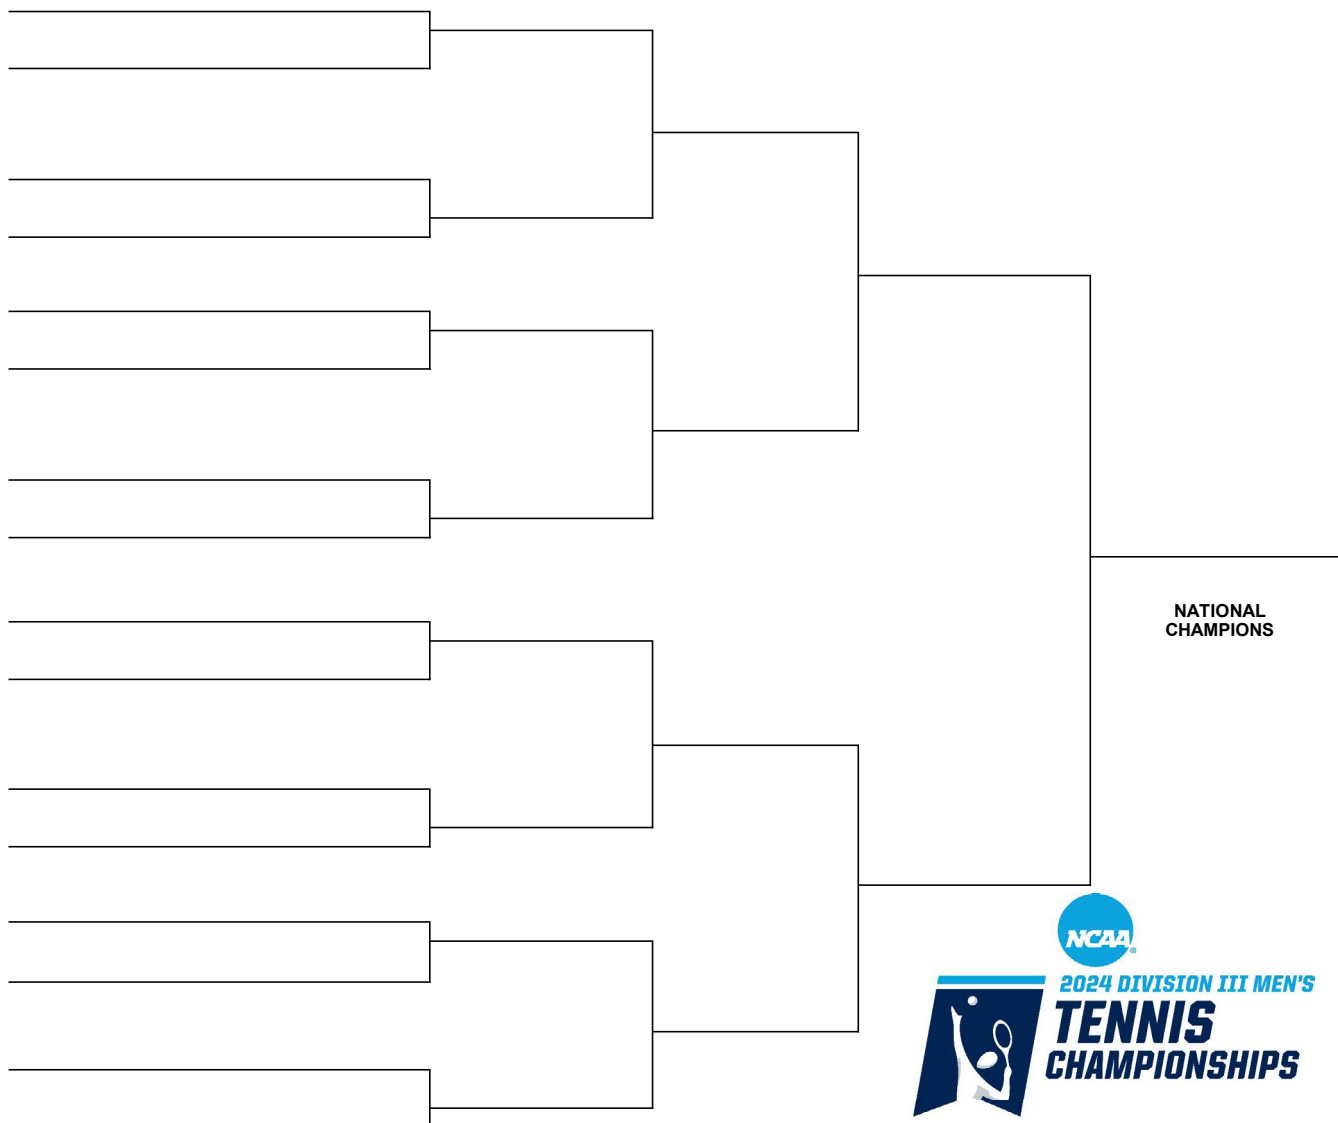 NATIONAL
CHAMPIONS
NCAA®
2024 DIVISION III MEN'S
TENNIS
CHAMPIONSHIPS